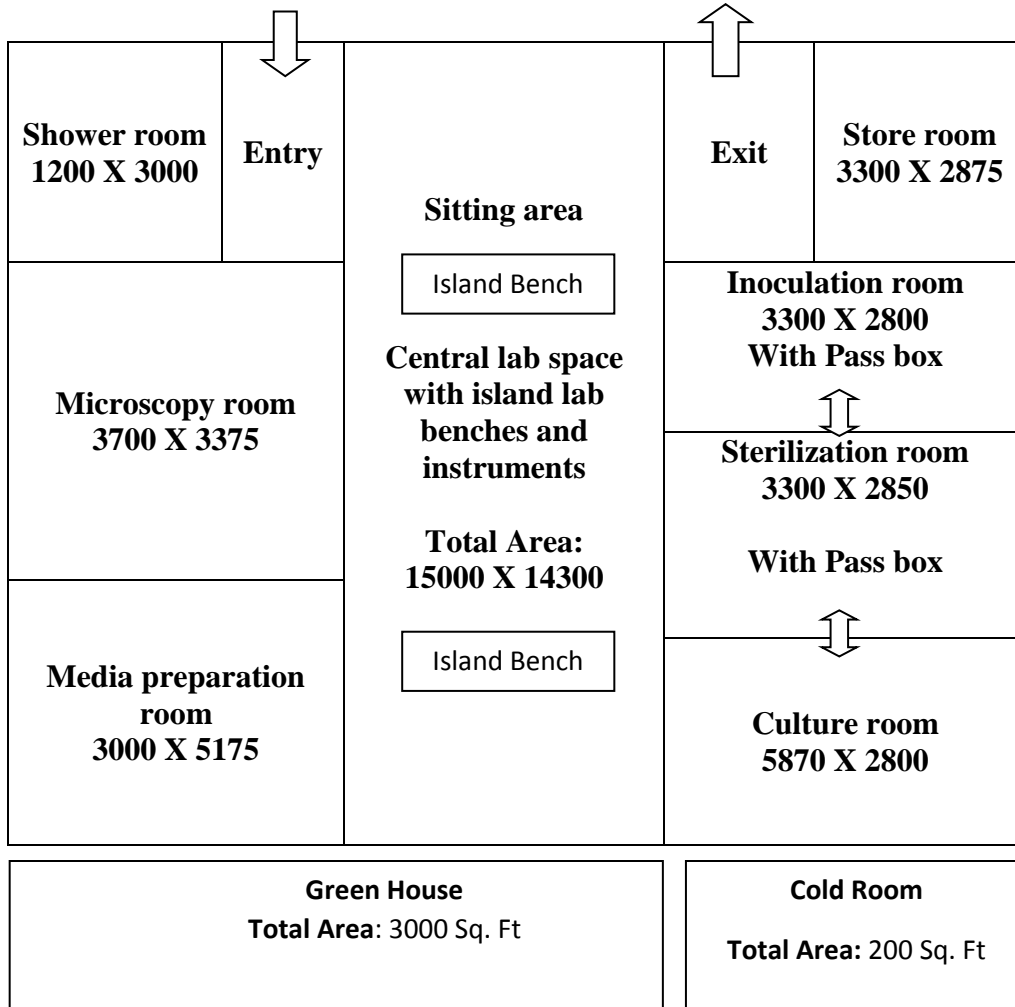 Shower room
1200 X 3000
Entry
Sitting area
Island Bench
Central lab space
with island lab
benches and
instruments
Total Area:
15000 X 14300
Island Bench
Exit
Store room
3300 X 2875
Microscopy room
3700 X 3375
Inoculation room
3300 X 2800
With Pass box
Sterilization room
3300 X 2850
With Pass box
Media preparation
room
3000 X 5175
Culture room
5870 X 2800
Green House
Total Area: 3000 Sq. Ft
Cold Room
Total Area: 200 Sq. Ft